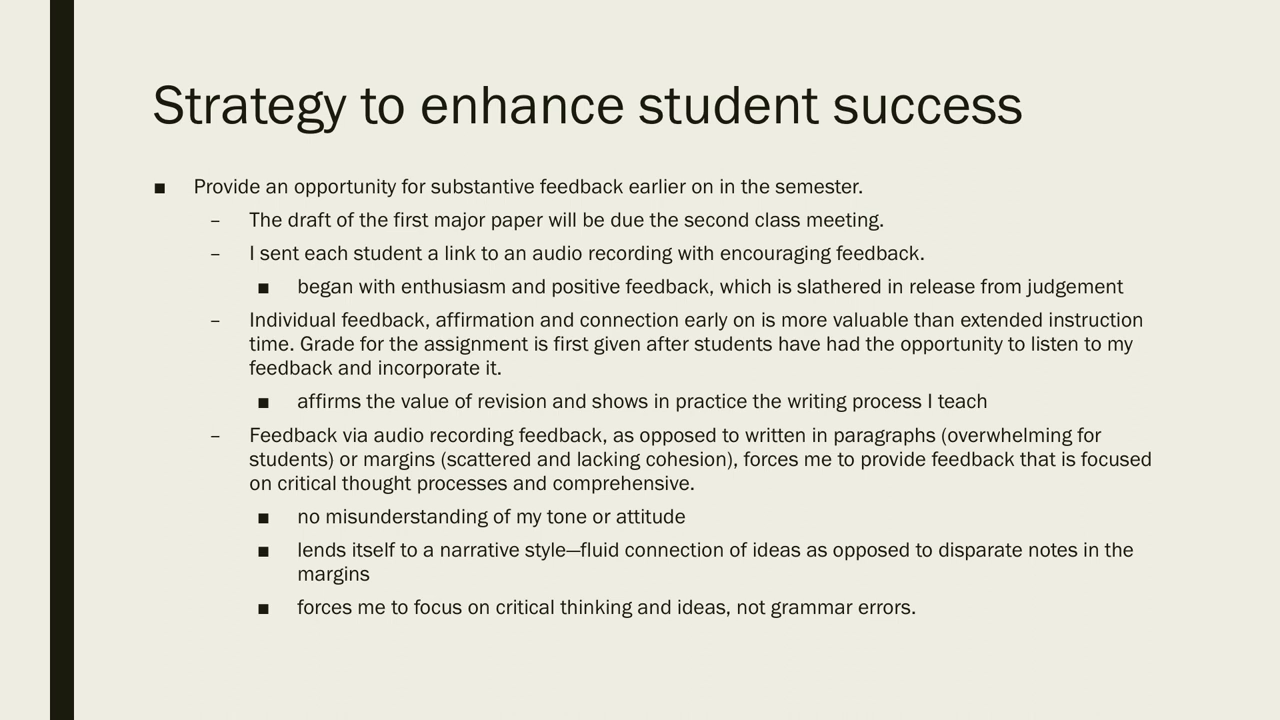 Strategy to enhance student success
■ Provide an opportunity for substantive feedback earlier on in the semester.
– The draft of the first major paper will be due the second class meeting.
– I sent each student a link to an audio recording with encouraging feedback.
■ began with enthusiasm and positive feedback, which is slathered in release from judgement
– Individual feedback, affirmation and connection early on is more valuable than extended instruction
time. Grade for the assignment is first given after students have had the opportunity to listen to my
feedback and incorporate it.
■ affirms the value of revision and shows in practice the writing process I teach
– Feedback via audio recording feedback, as opposed to written in paragraphs (overwhelming for
students) or margins (scattered and lacking cohesion), forces me to provide feedback that is focused
on critical thought processes and comprehensive.
■ no misunderstanding of my tone or attitude
■ lends itself to a narrative style—fluid connection of ideas as opposed to disparate notes in the
margins
■ forces me to focus on critical thinking and ideas, not grammar errors.